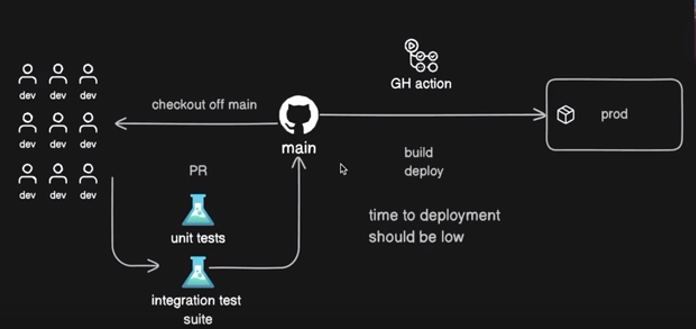 GH action
dev dev dev
checkout off main
prod
dev dev dev
main
build
deploy
PR
dev dev dev
time to deployment
should be low
unit tests
integration test
suite